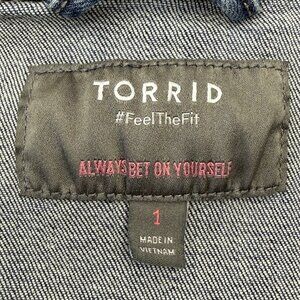 TORRID
#FeelTheFit
ALWAYS BET ON YOURSELF
1
MADE IN
VIETNAM